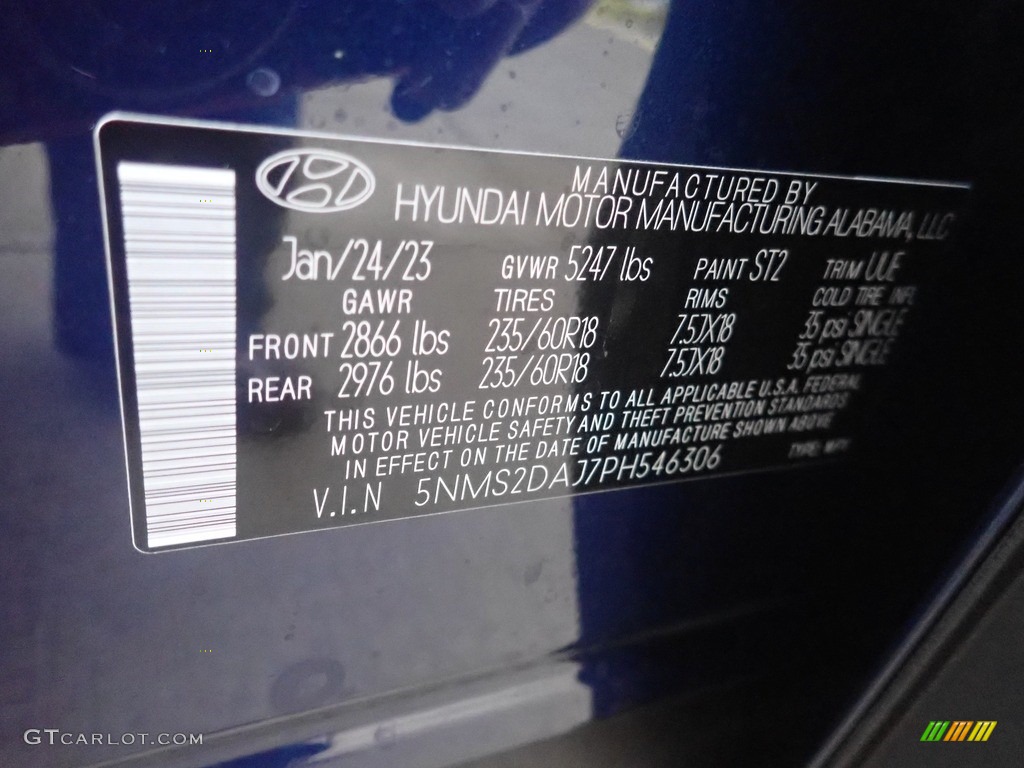 MANUFACTURED BY
HYUNDAI MOTOR MANUFACTURING ALABAMA, LLC
Jan/24/23 GVWR 5247 lbs PAINT ST2 TRIM UUE
GAWR TIRES RIMS COLD TIRE INFL
FRONT 2866 lbs 235/60R18 7.5JX18 35 psi SINGLE
REAR 2976 lbs 235/60R18 7.5JX18 35 psi SINGLE
THIS VEHICLE CONFORMS TO ALL APPLICABLE U.S.A. FEDERAL
MOTOR VEHICLE SAFETY AND THEFT PREVENTION STANDARDS
IN EFFECT ON THE DATE OF MANUFACTURE SHOWN ABOVE
V.I.N 5NMS2DAJ7PH546306 TYPE: MPV
GTCARLOT.COM